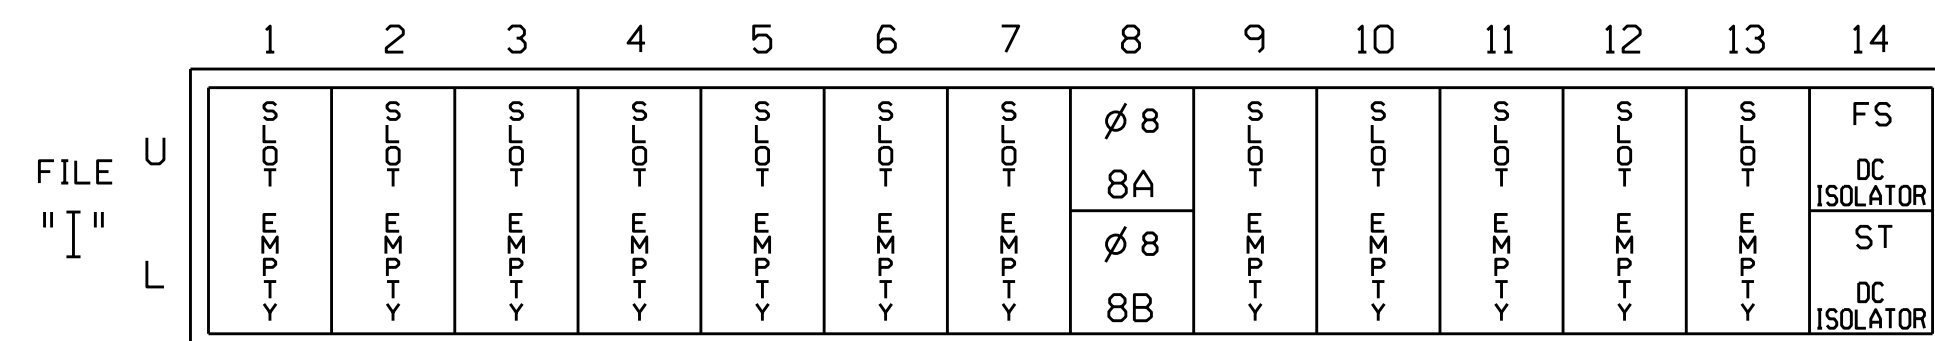 1 2 3 4 5 6 7 8 9 10 11 12 13 14
FILE
"I"
U
L
SLOT EMPTY
SLOT EMPTY
SLOT EMPTY
SLOT EMPTY
SLOT EMPTY
SLOT EMPTY
SLOT EMPTY
Ø 8
8A
Ø 8
8B
SLOT EMPTY
SLOT EMPTY
SLOT EMPTY
SLOT EMPTY
SLOT EMPTY
FS
DC
ISOLATOR
ST
DC
ISOLATOR